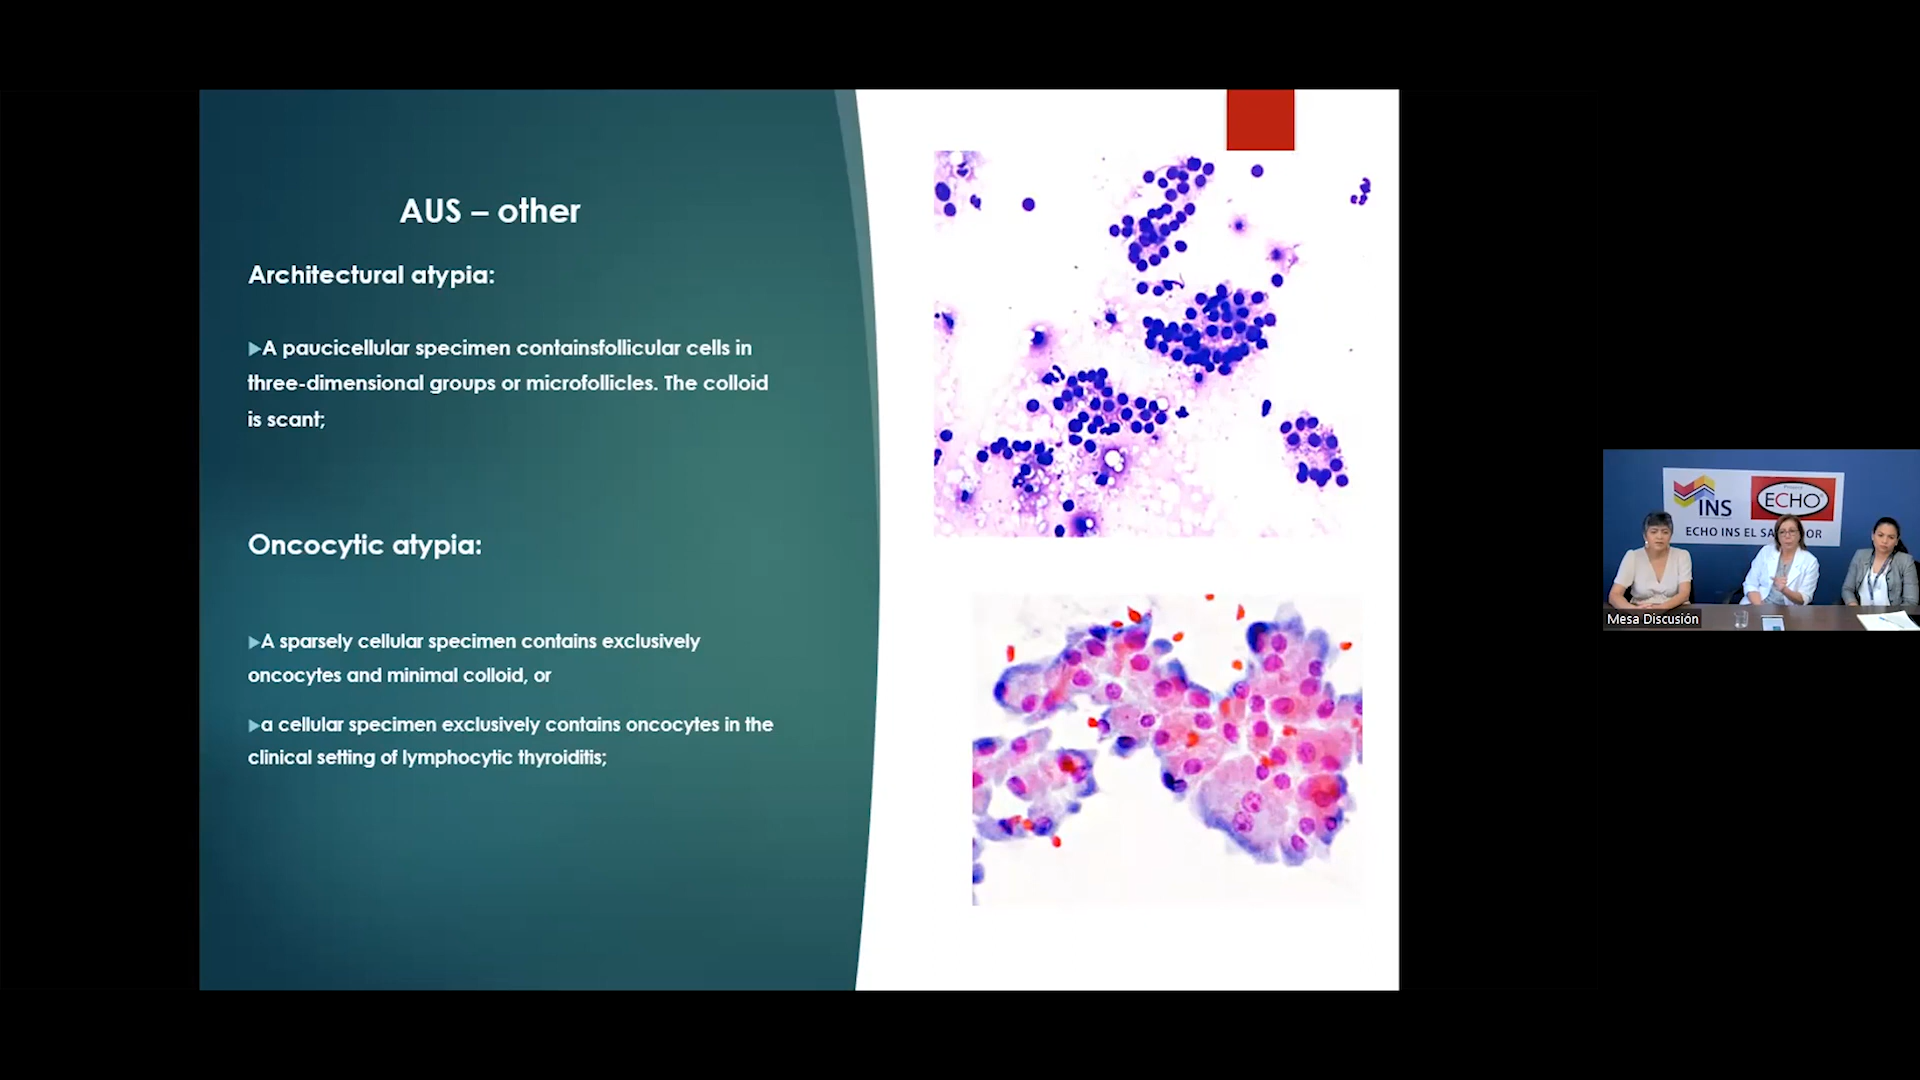 AUS – other
Architectural atypia:
A paucicellular specimen containsfollicular cells in
three-dimensional groups or microfollicles. The colloid
is scant;
Oncocytic atypia:
A sparsely cellular specimen contains exclusively
oncocytes and minimal colloid, or
a cellular specimen exclusively contains oncocytes in the
clinical setting of lymphocytic thyroiditis;
INS
ECHO
ECHO INS EL SA OR
Mesa Discusión